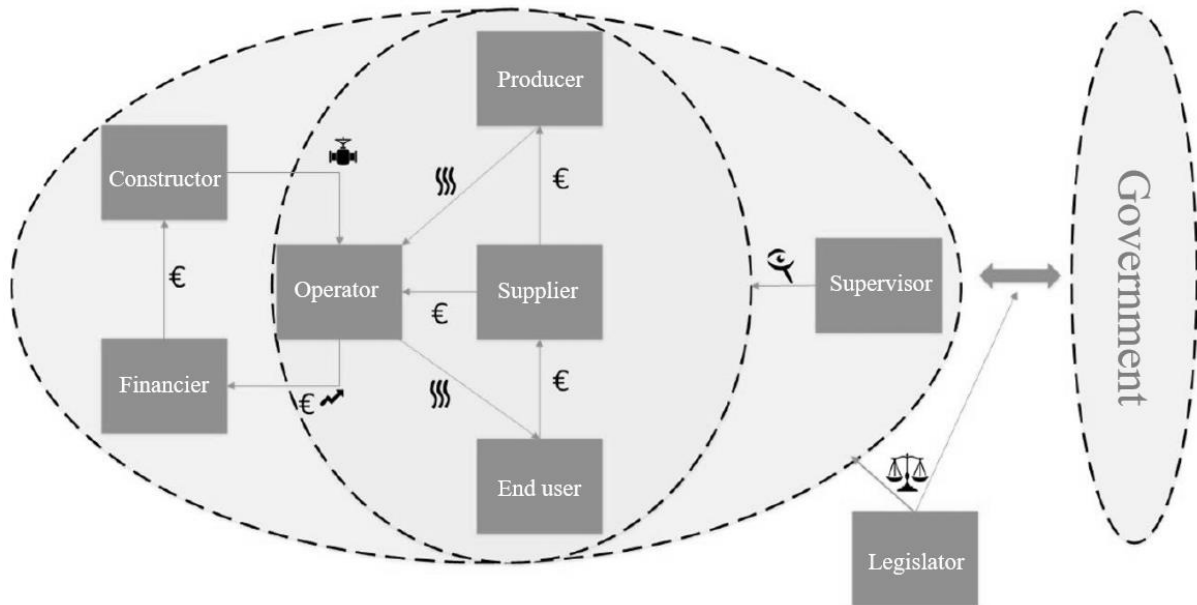 Producer
Constructor
€
€
Operator
Supplier
Supervisor
€
Financier
€
€
End user
Legislator
Government